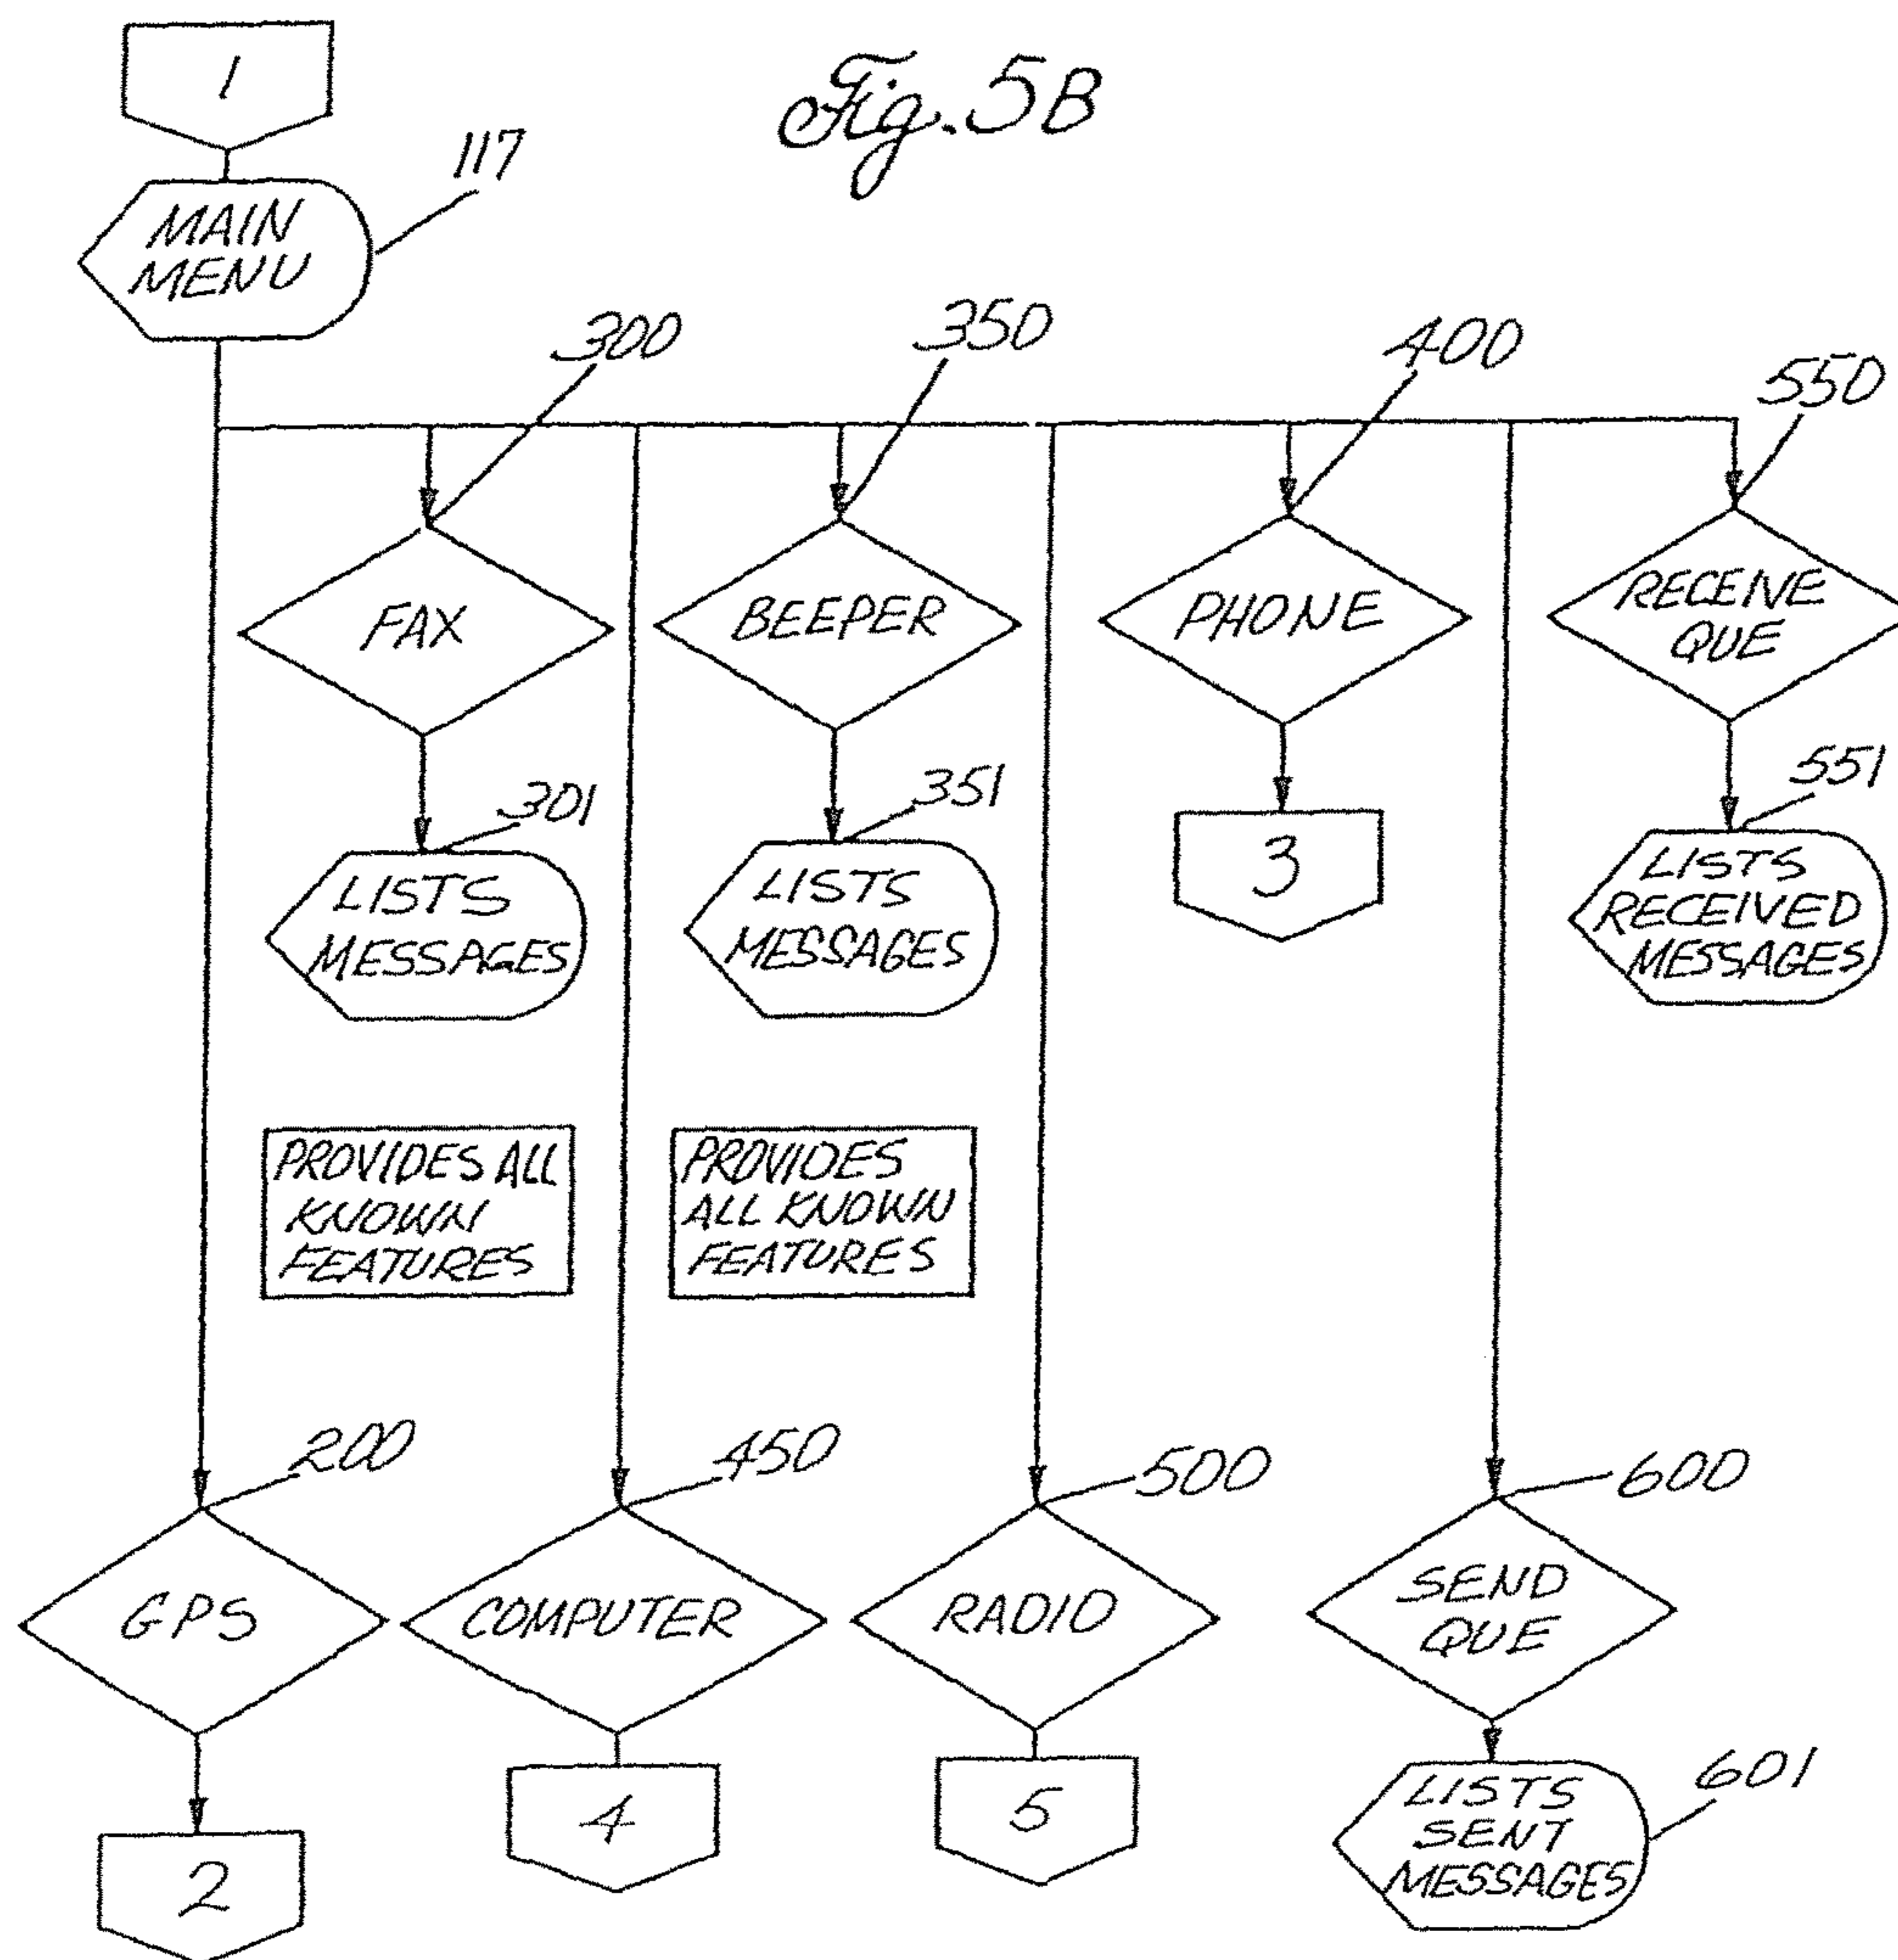 1
Fig. 5B
117
MAIN
MENU
300
350
400
550
FAX
BEEPER
PHONE
RECEIVE
QUE
301
351
551
LISTS
MESSAGES
LISTS
MESSAGES
3
LISTS
RECEIVED
MESSAGES
PROVIDES ALL
KNOWN
FEATURES
PROVIDES
ALL KNOWN
FEATURES
200
450
500
600
GPS
COMPUTER
RADIO
SEND
QUE
2
4
5
601
LISTS
SENT
MESSAGES